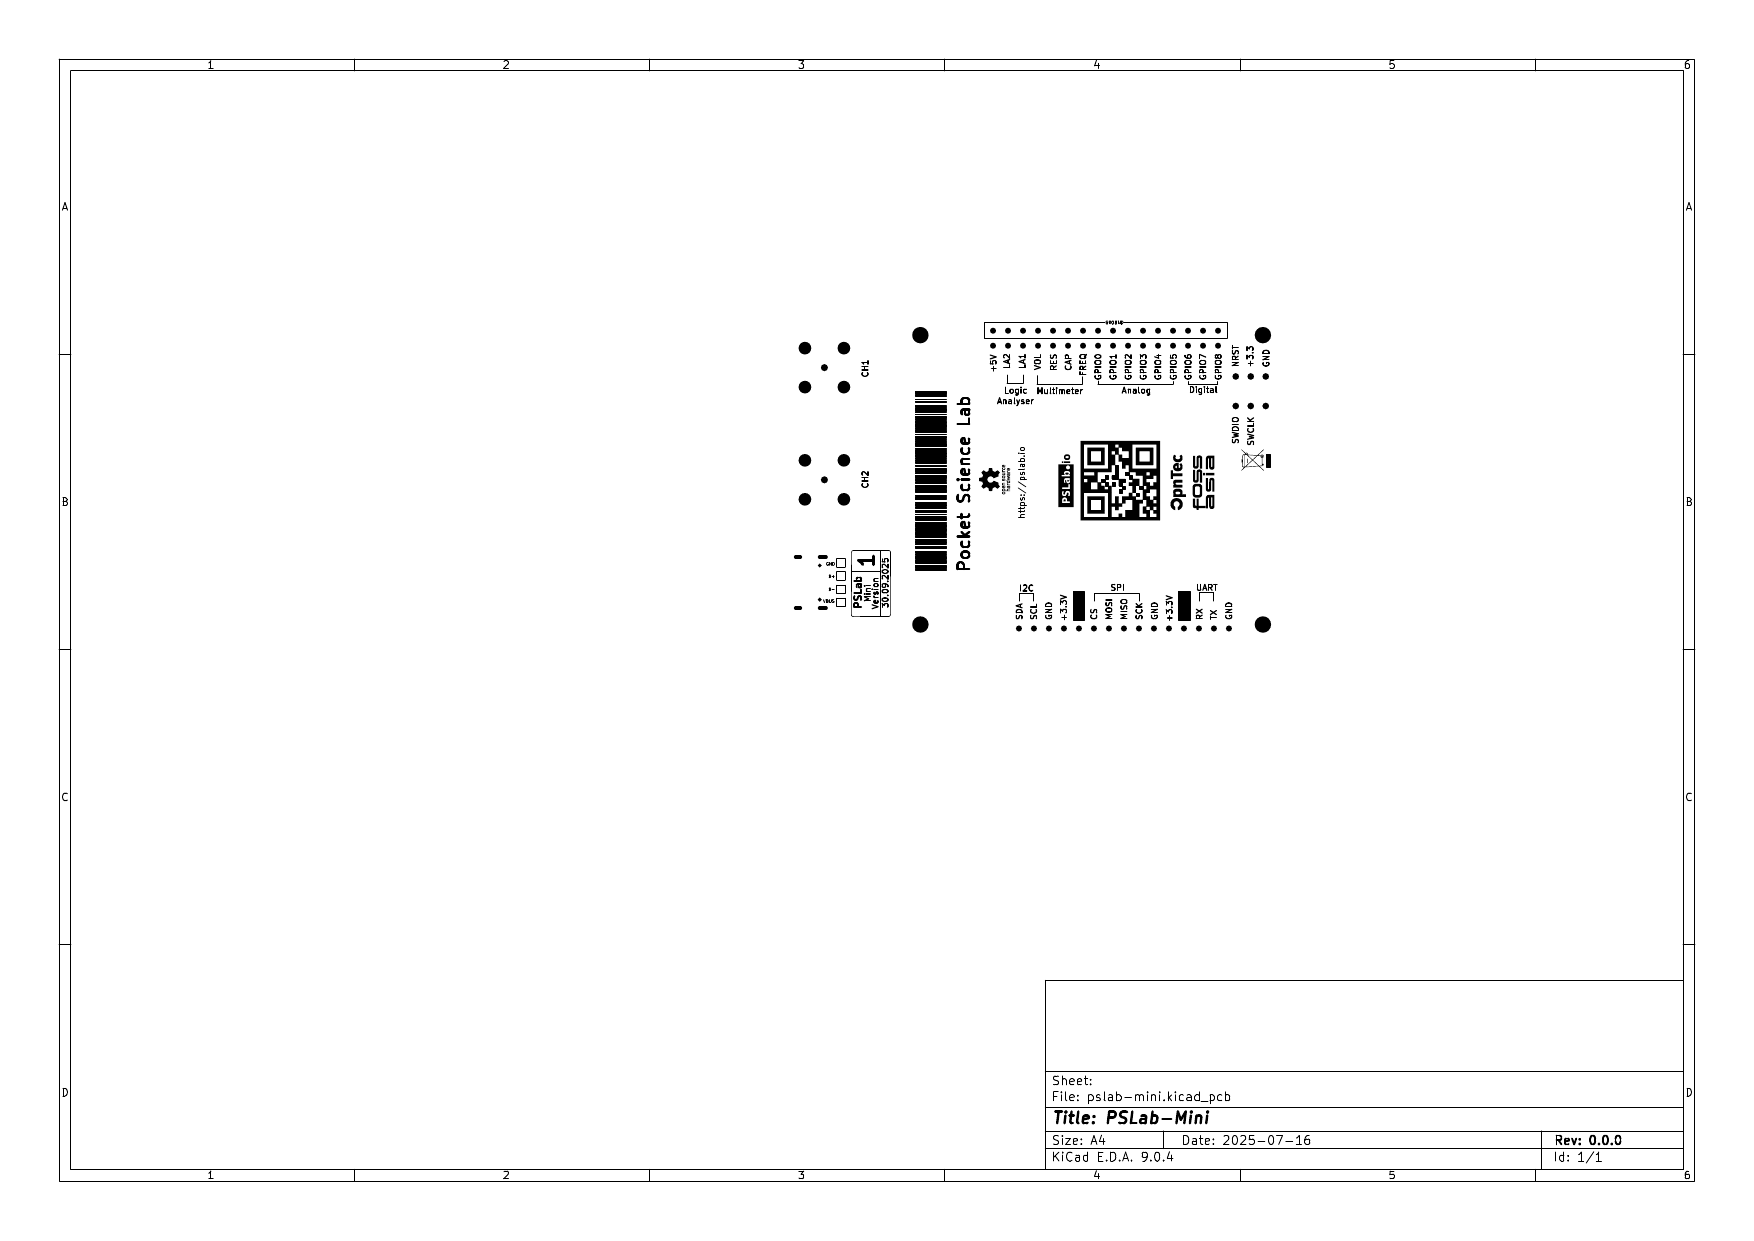 1 2 3 4 5 6
A A
B B
C C
D D
1 2 3 4 5 6
CH1
CH2
GND
D+
D-
VBUS
PSLab
Mini
Version
1
30.09.2025
Pocket Science Lab
open source
hardware
https://pslab.io
PSLab.io
OpnTec
FOSS
asia
+5V
LA2
LA1
VOL
RES
CAP
FREQ
GPIO0
GPIO1
GPIO2
GPIO3
GPIO4
GPIO5
GPIO6
GPIO7
GPIO8
Logic
Analyser
Multimeter
Analog
Digital
NRST
+3.3
GND
SWDIO
SWCLK
I2C
SPI
UART
SDA
SCL
GND
+3.3V
CS
MOSI
MISO
SCK
GND
+3.3V
RX
TX
GND
Sheet:
File: pslab-mini.kicad_pcb
Title: PSLab-Mini
Size: A4
Date: 2025-07-16
Rev: 0.0.0
KiCad E.D.A. 9.0.4
Id: 1/1